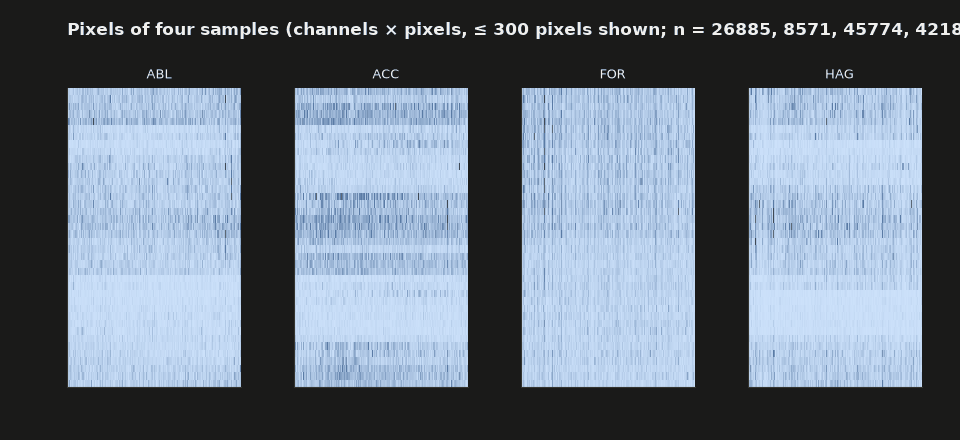 Pixels of four samples (channels × pixels, ≤ 300 pixels shown; n = 26885, 8571, 45774, 4218
ABL ACC FOR HAG